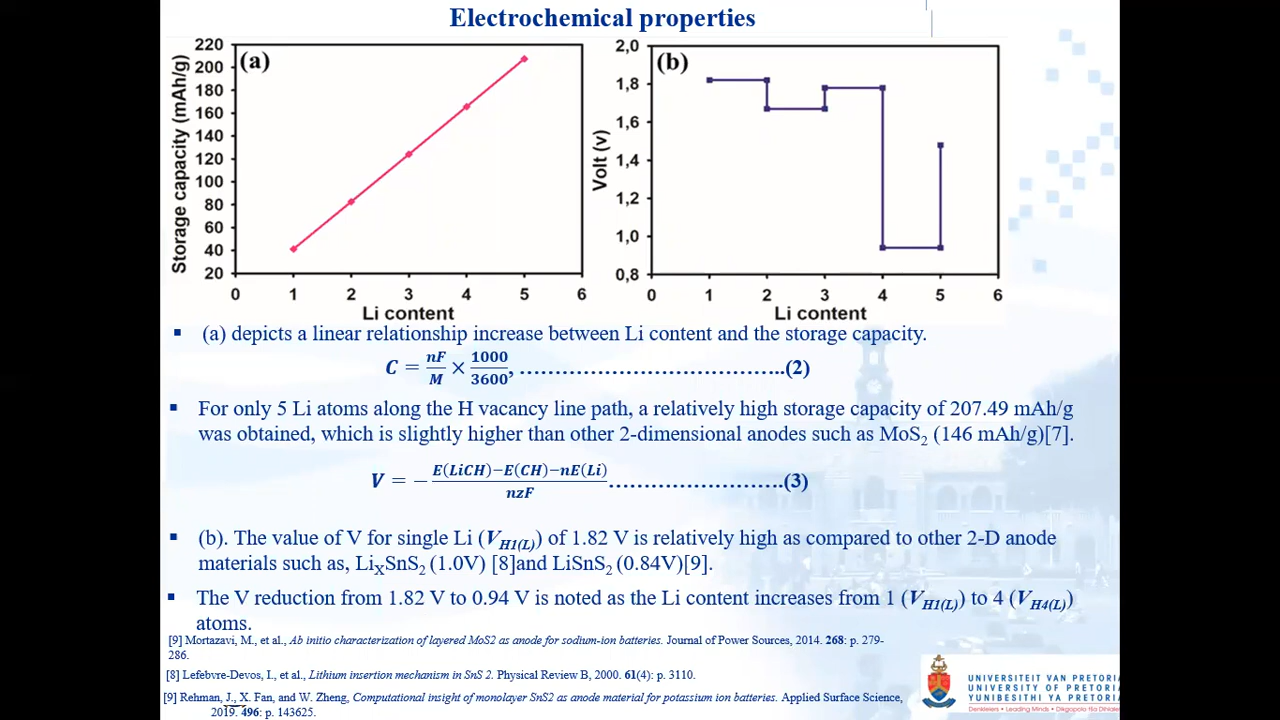 Electrochemical properties
(a)
Storage capacity (mAh/g)
220
200
180
160
140
120
100
80
60
40
20
0 1 2 3 4 5 6
Li content
(b)
Volt (v)
2,0
1,8
1,6
1,4
1,2
1,0
0,8
0 1 2 3 4 5 6
Li content
▪ (a) depicts a linear relationship increase between Li content and the storage capacity.
C = nF/M × 1000/3600, ………………………………..(2)
▪ For only 5 Li atoms along the H vacancy line path, a relatively high storage capacity of 207.49 mAh/g
was obtained, which is slightly higher than other 2-dimensional anodes such as MoS2 (146 mAh/g)[7].
V = − E(LiCH)−E(CH)−nE(Li)/nzF …………………….(3)
▪ (b). The value of V for single Li (VH1(L)) of 1.82 V is relatively high as compared to other 2-D anode
materials such as, LiXSnS2 (1.0V) [8]and LiSnS2 (0.84V)[9].
▪ The V reduction from 1.82 V to 0.94 V is noted as the Li content increases from 1 (VH1(L)) to 4 (VH4(L))
atoms.
[9] Mortazavi, M., et al., Ab initio characterization of layered MoS2 as anode for sodium-ion batteries. Journal of Power Sources, 2014. 268: p. 279-
286.
[8] Lefebvre-Devos, I., et al., Lithium insertion mechanism in SnS 2. Physical Review B, 2000. 61(4): p. 3110.
[9] Rehman, J., X. Fan, and W. Zheng, Computational insight of monolayer SnS2 as anode material for potassium ion batteries. Applied Surface Science,
2019. 496: p. 143625.
UNIVERSITEIT VAN PRETORI
UNIVERSITY OF PRETORIA
YUNIBESITHI YA PRETORIA
Denkleiers • Leading Minds • Dikgopolo tša Dihlale